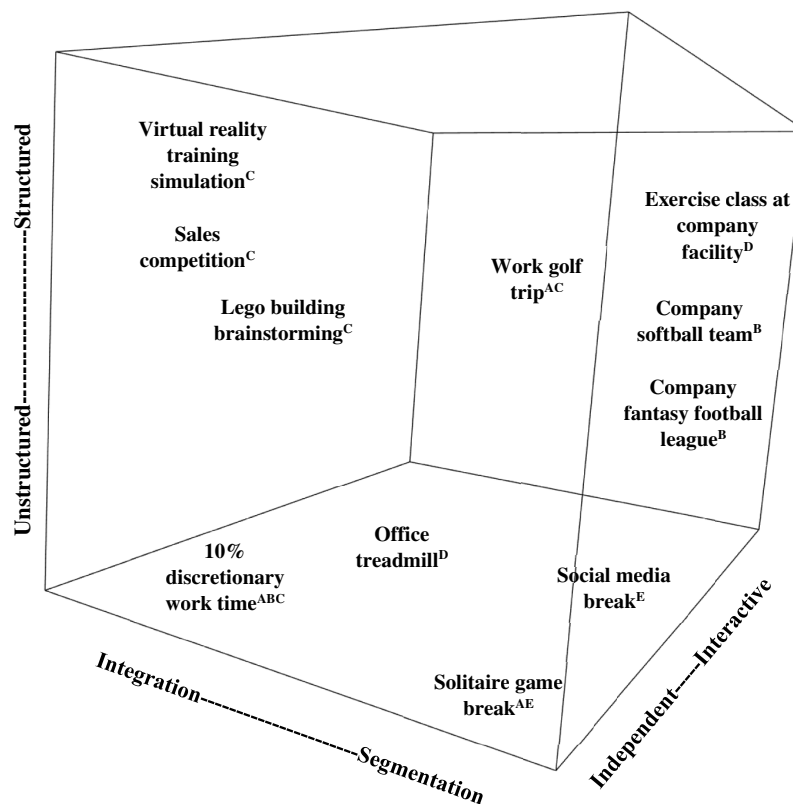 Virtual reality
training
simulation^C
Sales
competition^C
Lego building
brainstorming^C
Work golf
trip^AC
Exercise class at
company
facility^D
Company
softball team^B
Company
fantasy football
league^B
10%
discretionary
work time^ABC
Office
treadmill^D
Social media
break^E
Solitaire game
break^AE
Unstructured--------------Structured
Integration--------------------Segmentation
Independent------Interactive